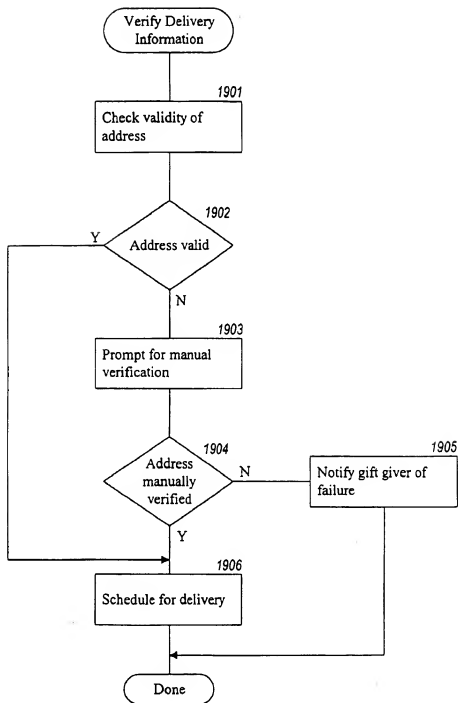 Verify Delivery
Information
1901
Check validity of
address
1902
Y
Address valid
N
1903
Prompt for manual
verification
1904
Address
manually
verified
N
Y
1905
Notify gift giver of
failure
1906
Schedule for delivery
Done